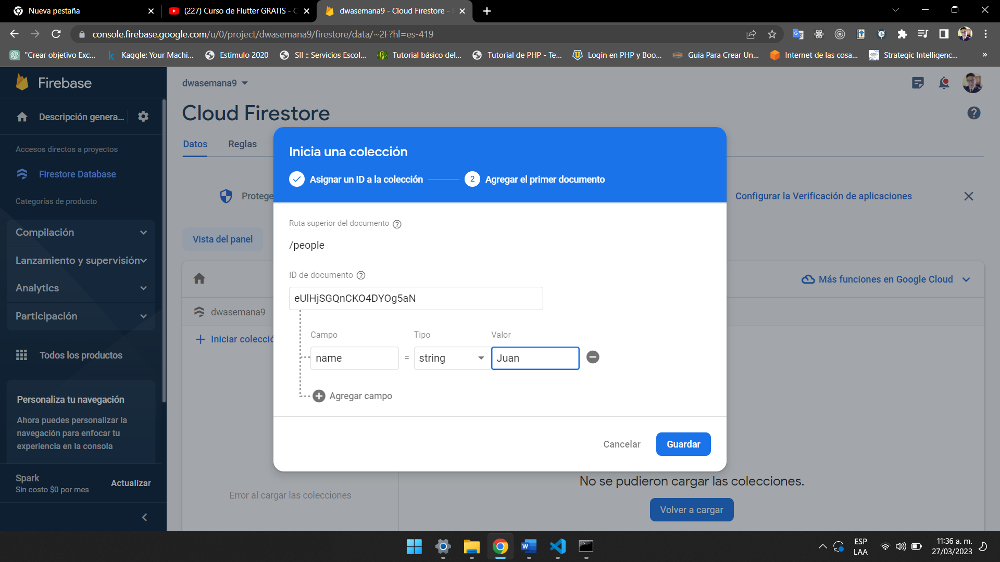 Nueva pestaña
(227) Curso de Flutter GRATIS - C
dwasemana9 - Cloud Firestore -
console.firebase.google.com/u/0/project/dwasemana9/firestore/data/~2F?hl=es-419
"Crear objetivo Exc...
Kaggle: Your Machi...
Estimulo 2020
SII :: Servicios Escol...
Tutorial básico del...
Tutorial de PHP - Te...
Login en PHP y Boo...
Guia Para Crear Un...
Internet de las cosa...
Strategic Intelligenc...
»
Firebase
dwasemana9
Descripción genera...
Cloud Firestore
Accesos directos a proyectos
Datos
Reglas
Firestore Database
Categorías de producto
Protege
Configurar la Verificación de aplicaciones
Compilación
Lanzamiento y supervisión
Analytics
Participación
Todos los productos
Vista del panel
Más funciones en Google Cloud
dwasemana9
Iniciar colecció
Inicia una colección
Asignar un ID a la colección
2
Agregar el primer documento
Ruta superior del documento
/people
ID de documento
eUlHjSGQnCKO4DYOg5aN
Campo
Tipo
Valor
name
=
string
Juan
Agregar campo
Cancelar
Guardar
Personaliza tu navegación
Ahora puedes personalizar la
navegación para enfocar tu
experiencia en la consola
Spark
Sin costo $0 por mes
Actualizar
Error al cargar las colecciones
No se pudieron cargar las colecciones.
Volver a cargar
ESP
LAA
11:36 a. m.
27/03/2023